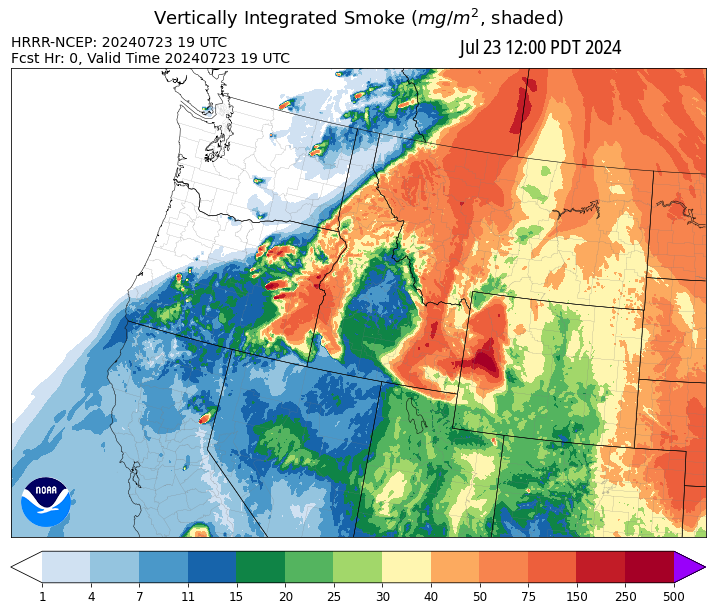 Vertically Integrated Smoke (mg/m², shaded)
HRRR-NCEP: 20240723 19 UTC
Fcst Hr: 0, Valid Time 20240723 19 UTC
Jul 23 12:00 PDT 2024
NOAA
1 4 7 11 15 20 25 30 40 50 75 150 250 500